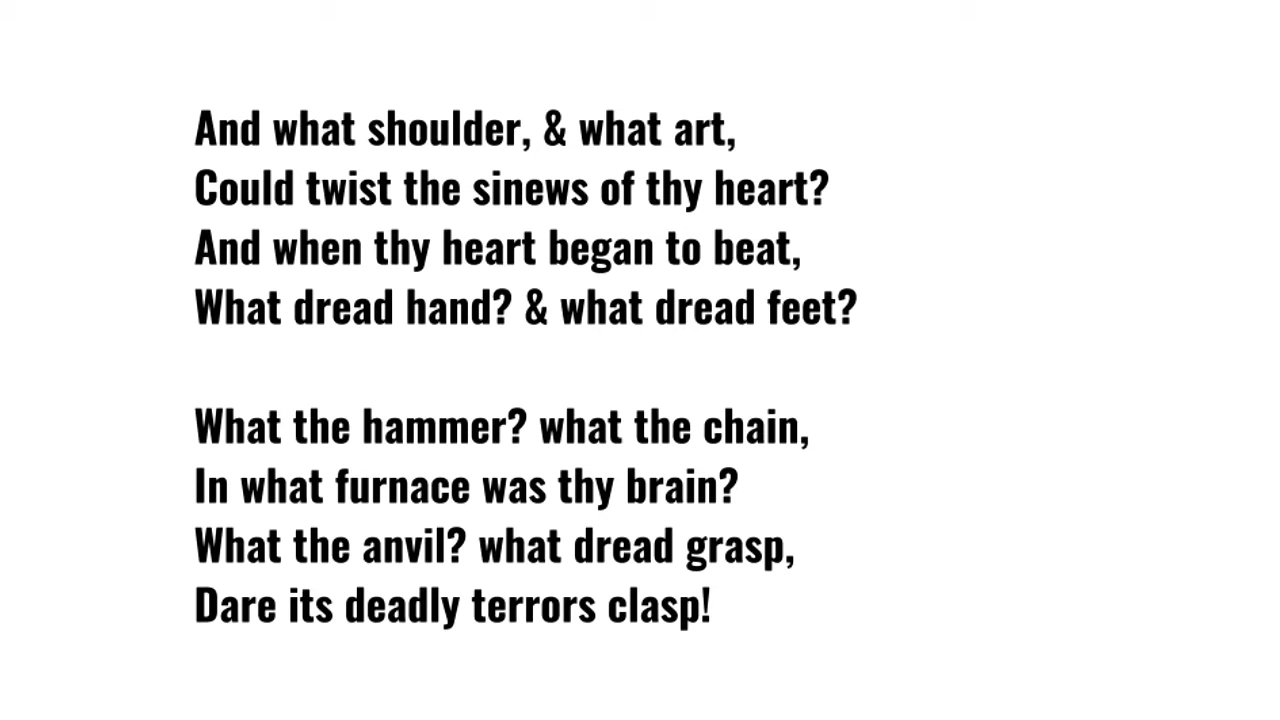 And what shoulder, & what art,
Could twist the sinews of thy heart?
And when thy heart began to beat,
What dread hand? & what dread feet?

What the hammer? what the chain,
In what furnace was thy brain?
What the anvil? what dread grasp,
Dare its deadly terrors clasp!